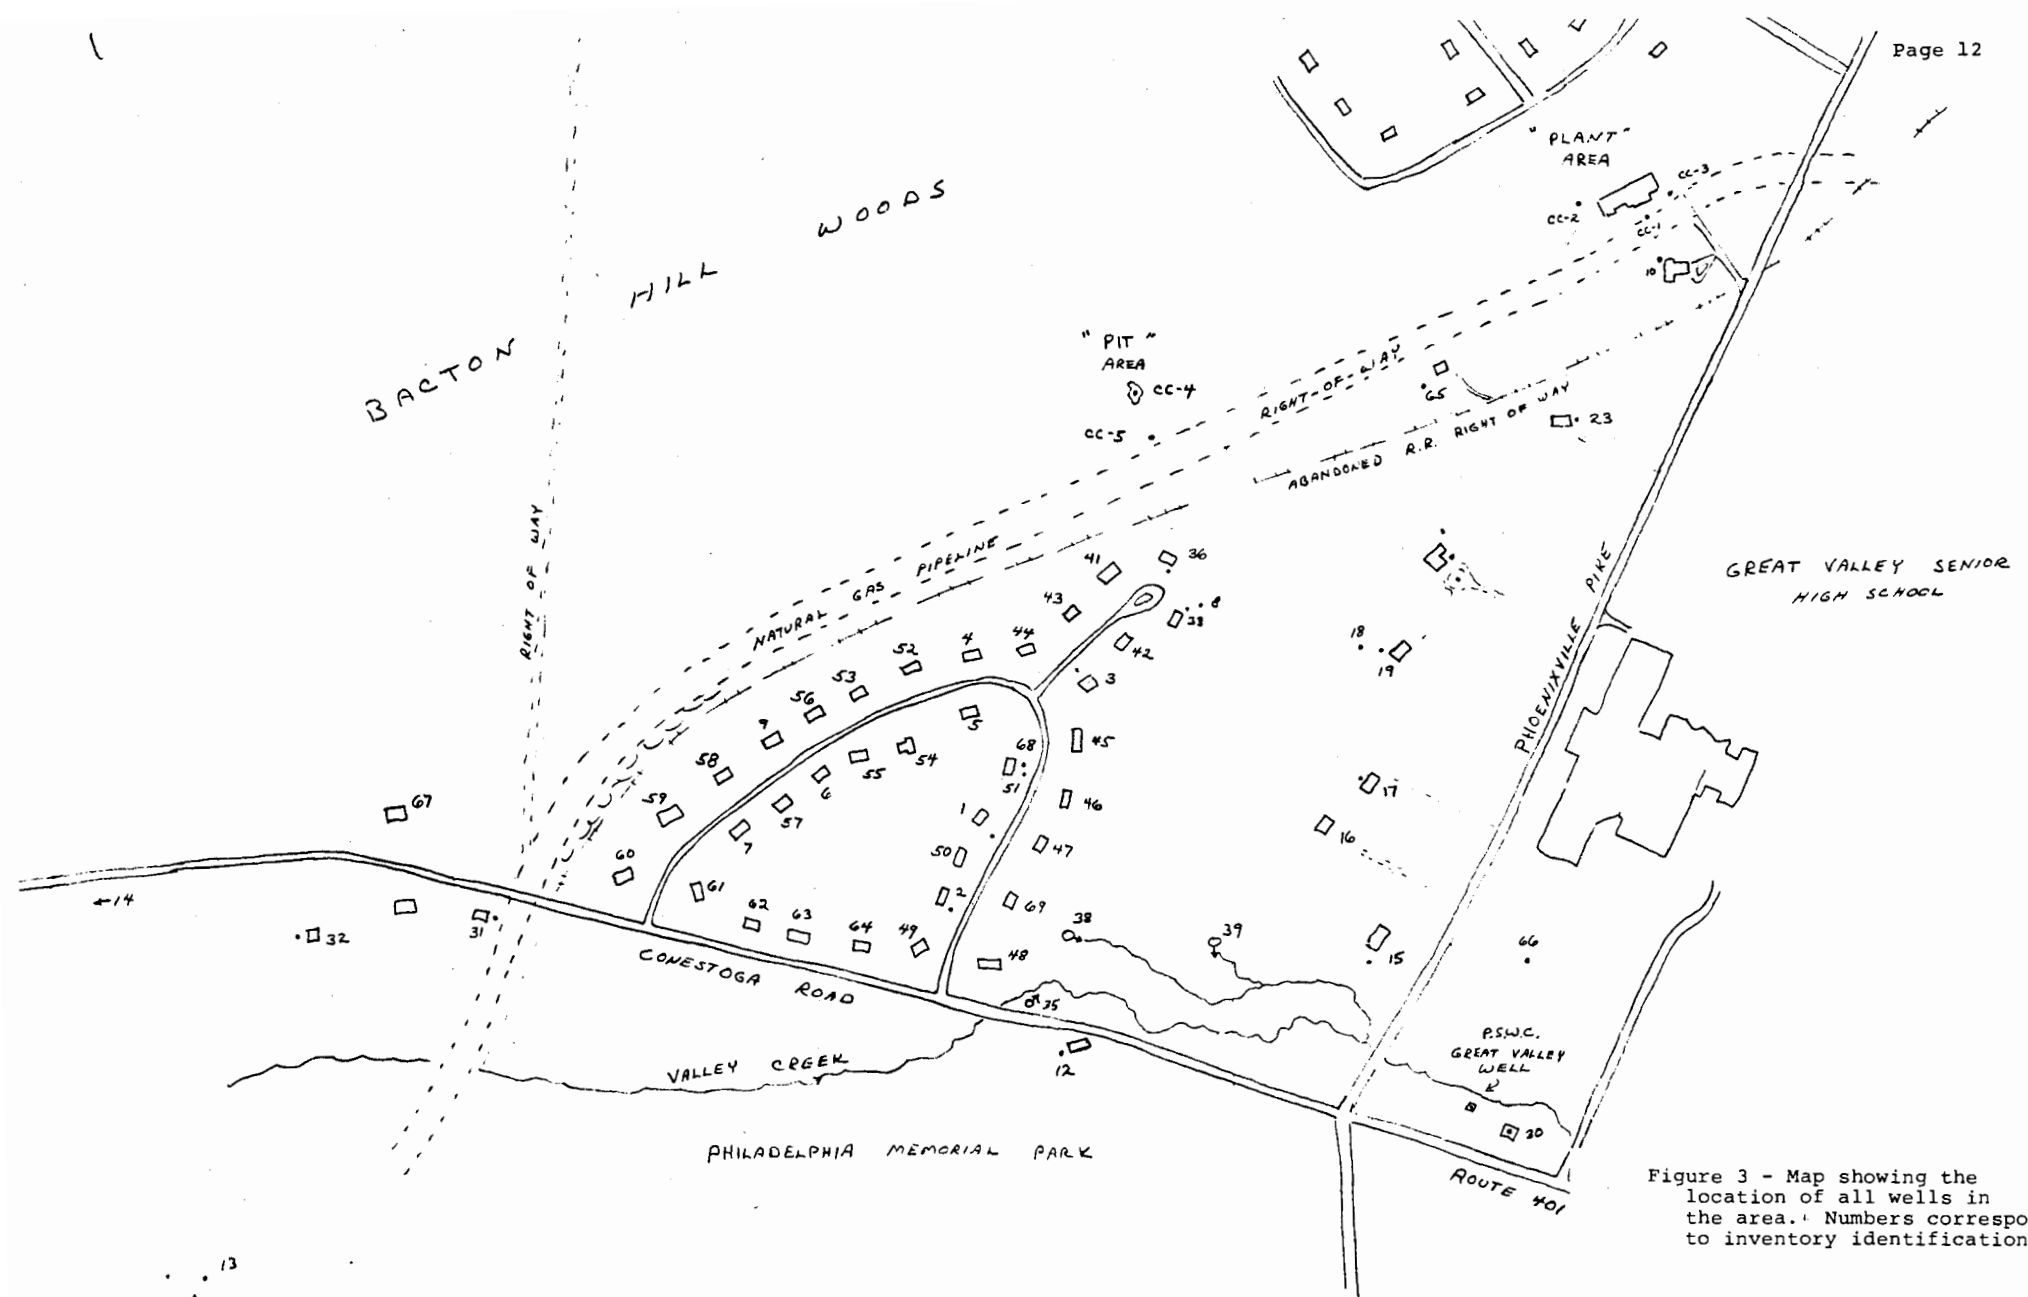 Page 12
"PLANT"
AREA
CC-3
CC-2
CC-1
10
BACTON HILL WOODS
"PIT"
AREA
CC-4
CC-5
RIGHT-OF-WAY
65
23
ABANDONED R.R. RIGHT OF WAY
RIGHT OF WAY
NATURAL GAS PIPELINE
GREAT VALLEY SENIOR
HIGH SCHOOL
PHOENIXVILLE PIKE
41
36
43
8
33
44
42
4
52
3
53
56
9
5
58
54
55
6
68
51
45
59
57
7
1
46
67
50
47
60
61
2
69
62
63
64
49
48
38
39
18
19
17
16
15
66
14
32
31
35
CONESTOGA ROAD
12
VALLEY CREEK
P.S.W.C.
GREAT VALLEY
WELL
30
PHILADELPHIA MEMORIAL PARK
ROUTE 401
13
Figure 3 - Map showing the
location of all wells in
the area. Numbers correspo
to inventory identification